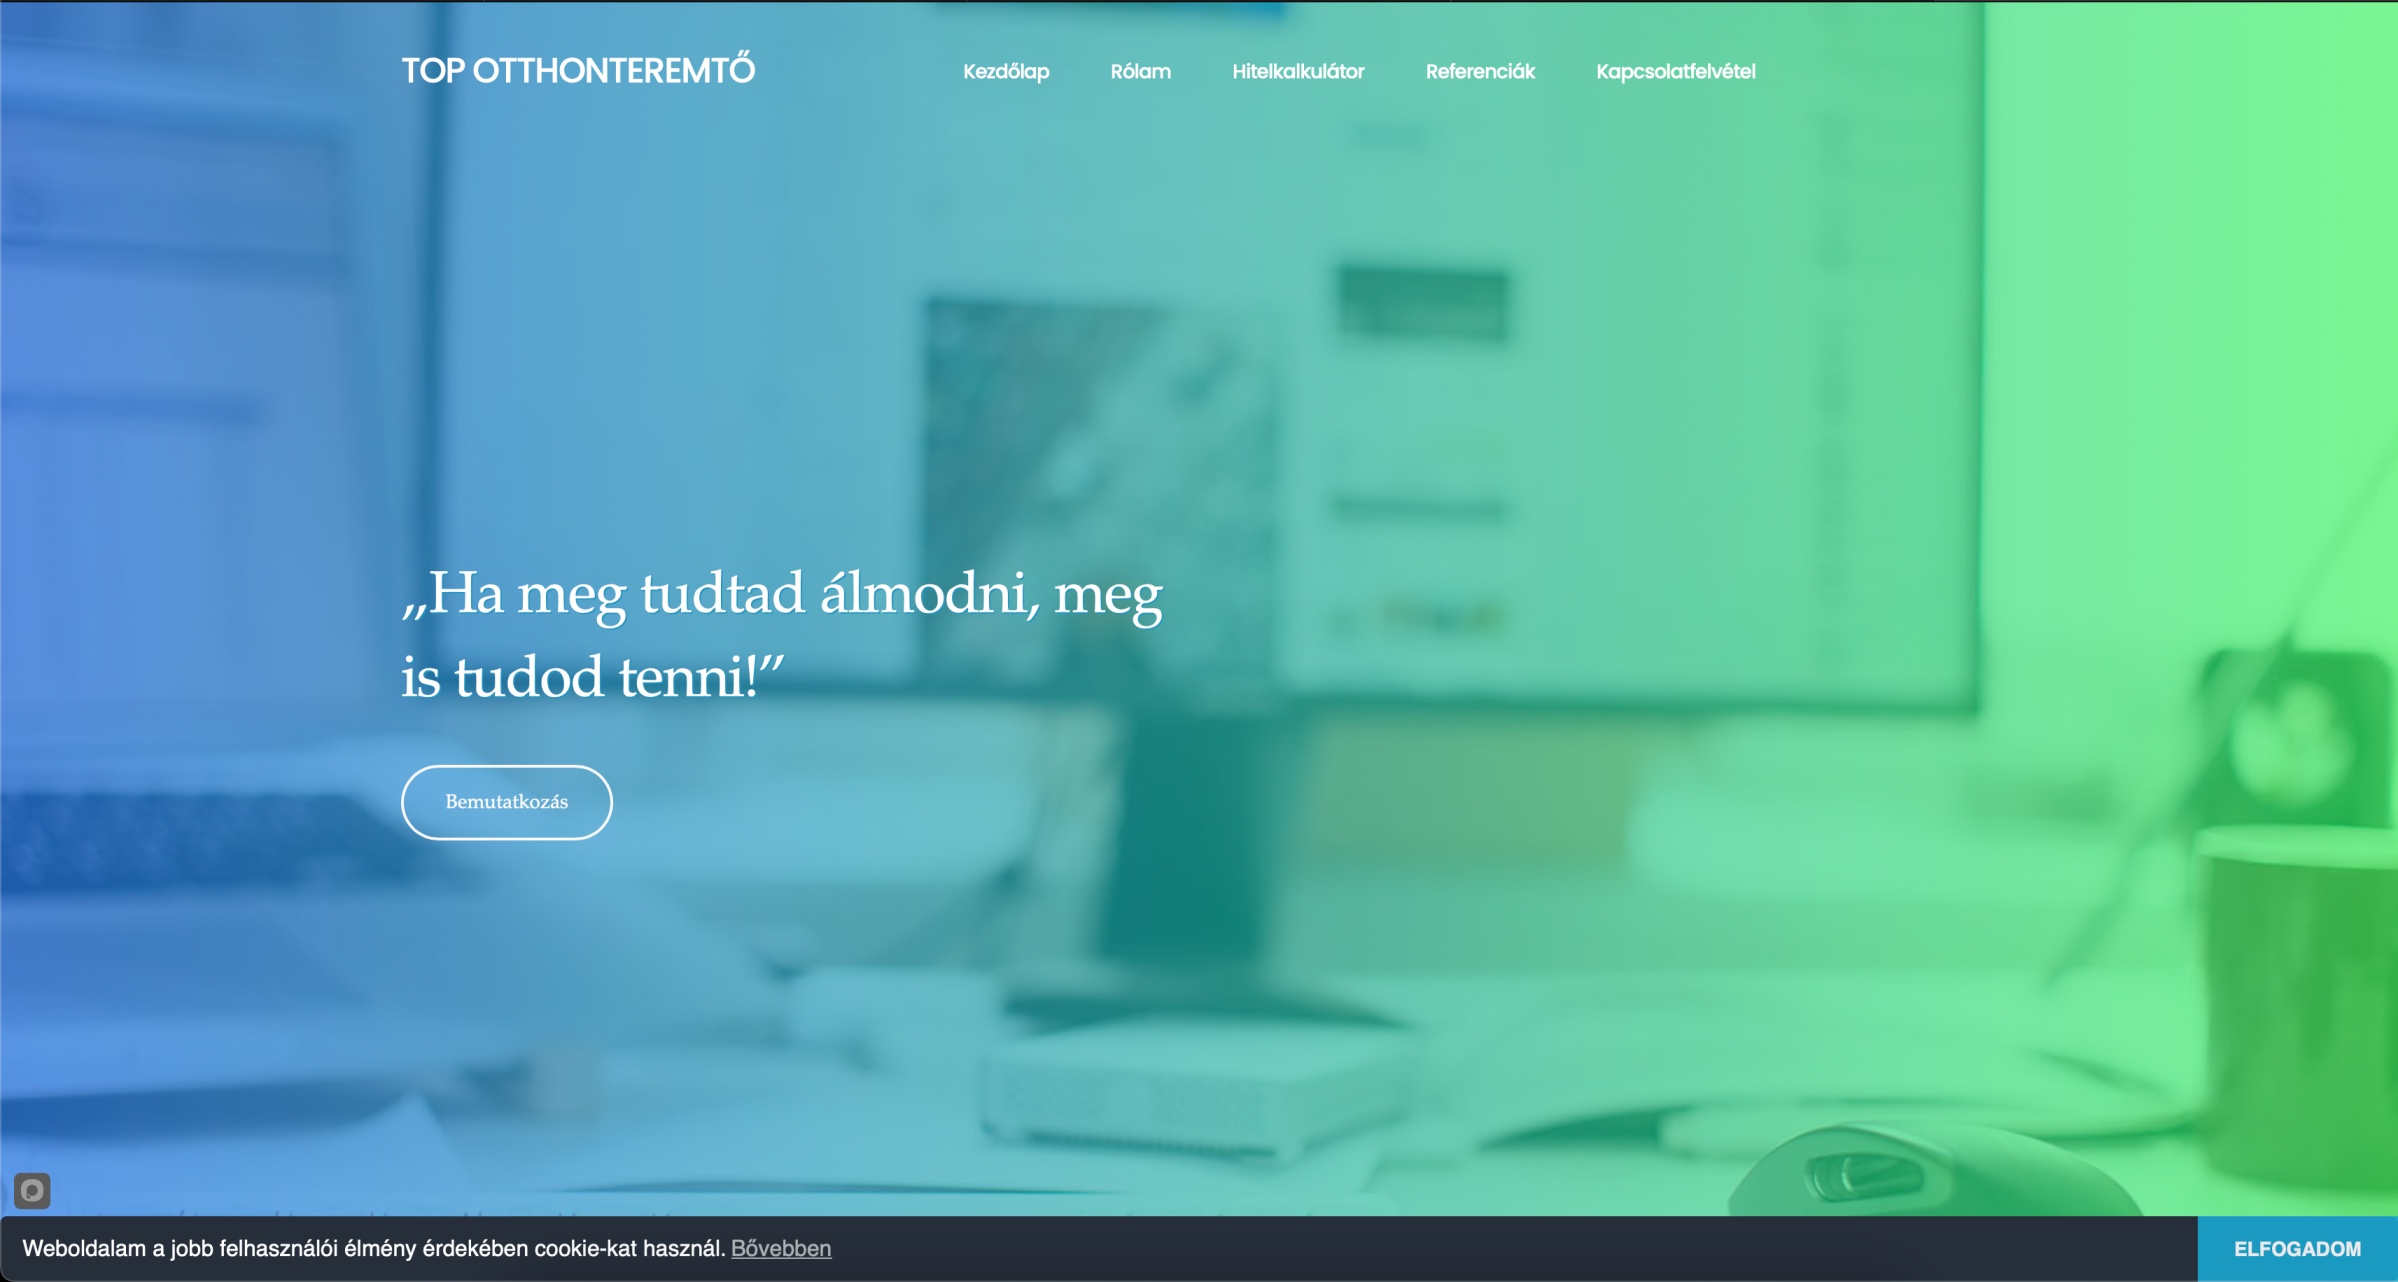 TOP OTTHONTEREMTŐ
Kezdőlap
Rólam
Hitelkalkulátor
Referenciák
Kapcsolatfelvétel
„Ha meg tudtad álmodni, meg
is tudod tenni!”
Bemutatkozás
Weboldalam a jobb felhasználói élmény érdekében cookie-kat használ. Bővebben
ELFOGADOM